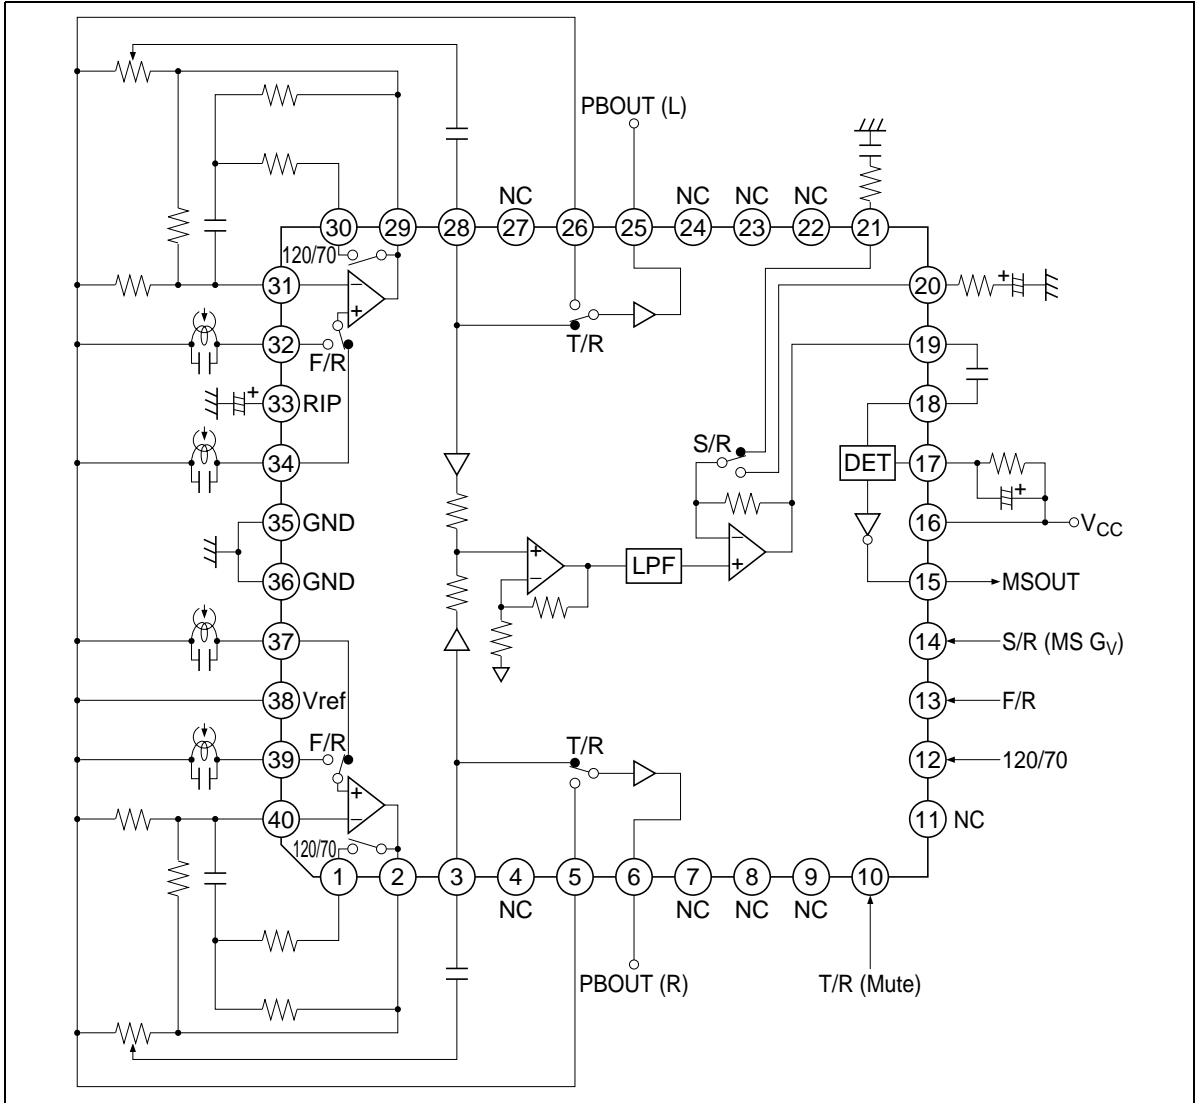 PBOUT (L)
NC
NC
NC
NC
30
29
28
27
26
25
24
23
22
21
120/70
31
−
+
20
+
32
F/R
T/R
19
33
RIP
+
18
34
S/R
DET
17
+
35
GND
16
VCC
+
−
LPF
−
+
36
GND
15
MSOUT
37
14
S/R (MS GV)
38
Vref
13
F/R
39
F/R
T/R
12
120/70
+
−
40
11
NC
120/70
1
2
3
4
5
6
7
8
9
10
NC
NC
NC
NC
PBOUT (R)
T/R (Mute)